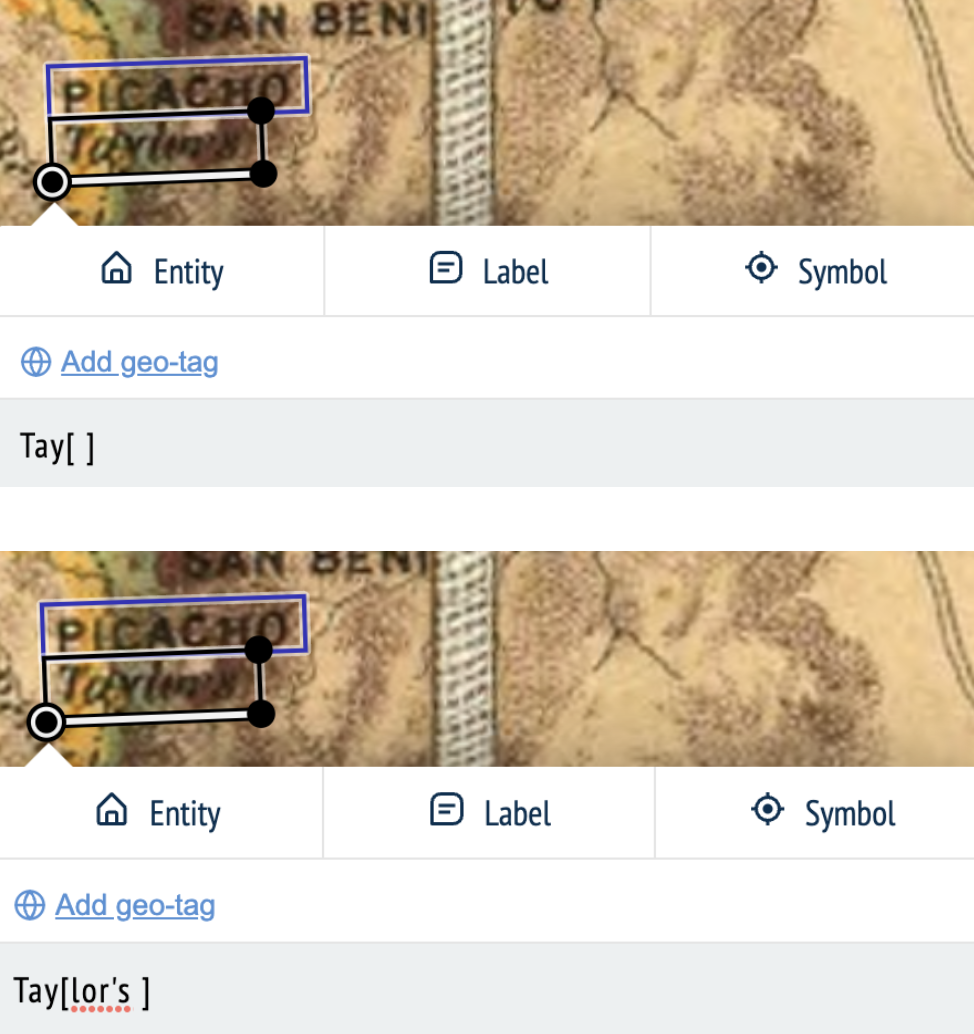 SAN BENI
PICACHO
Taylor's
Entity
Label
Symbol
Add geo-tag
Tay[ ]
SAN BENI
PICACHO
Taylor's
Entity
Label
Symbol
Add geo-tag
Tay[lor's ]